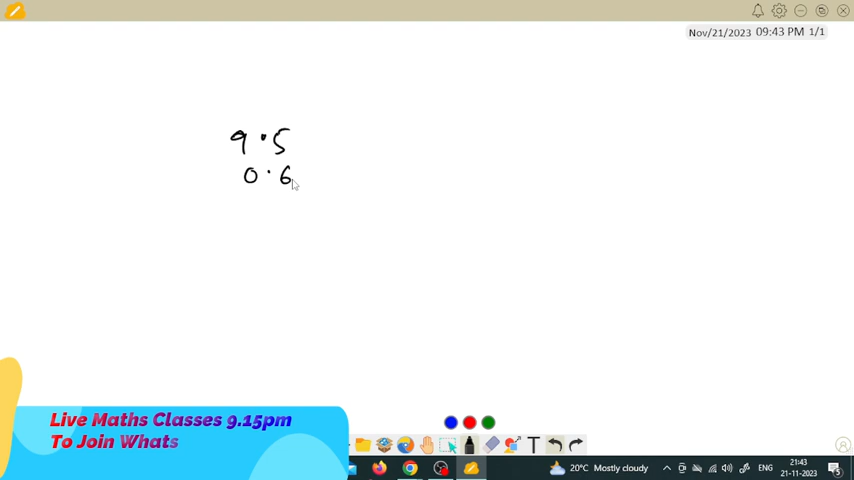 Nov/21/2023 09:43 PM 1/1
9.5
0.6
Live Maths Classes 9.15pm
To Join Whats
T
20°C Mostly cloudy
ENG
21:43
21-11-2023
5